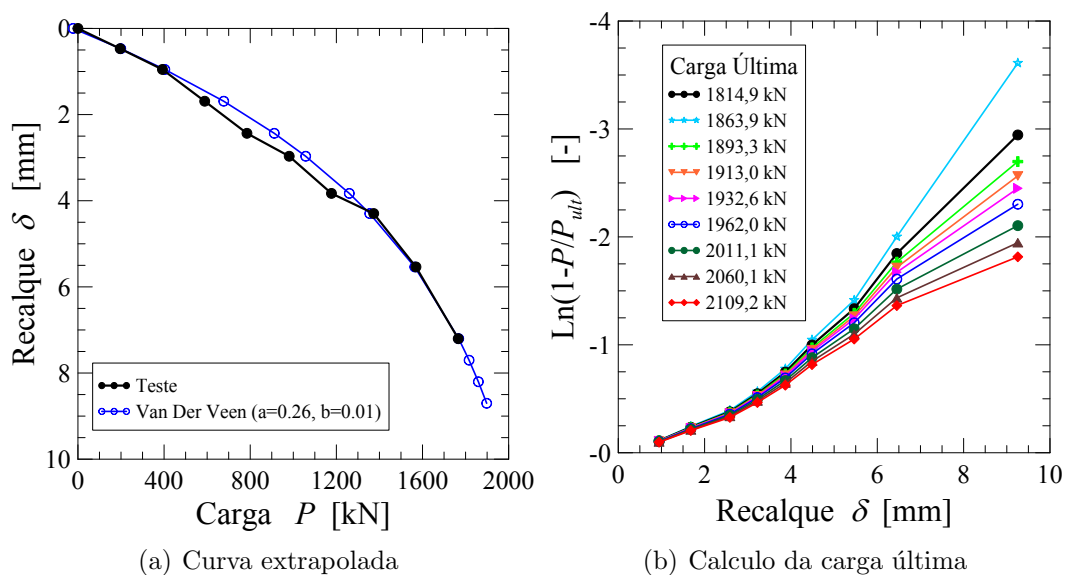 0
2
4
6
8
10
Recalque δ [mm]
Teste
Van Der Veen (a=0.26, b=0.01)
0 400 800 1200 1600 2000
Carga P [kN]
(a) Curva extrapolada
-4
-3
-2
-1
-0
Ln(1-P/Pult) [-]
Carga Última
1814,9 kN
1863,9 kN
1893,3 kN
1913,0 kN
1932,6 kN
1962,0 kN
2011,1 kN
2060,1 kN
2109,2 kN
0 2 4 6 8 10
Recalque δ [mm]
(b) Calculo da carga última